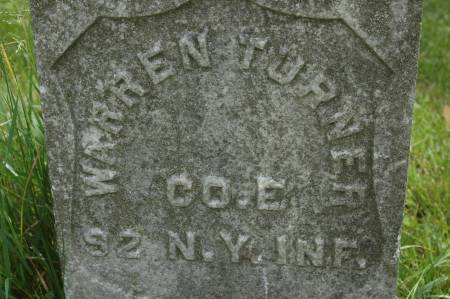 WARREN TURNER
CO. E.
92 N. Y. INF.